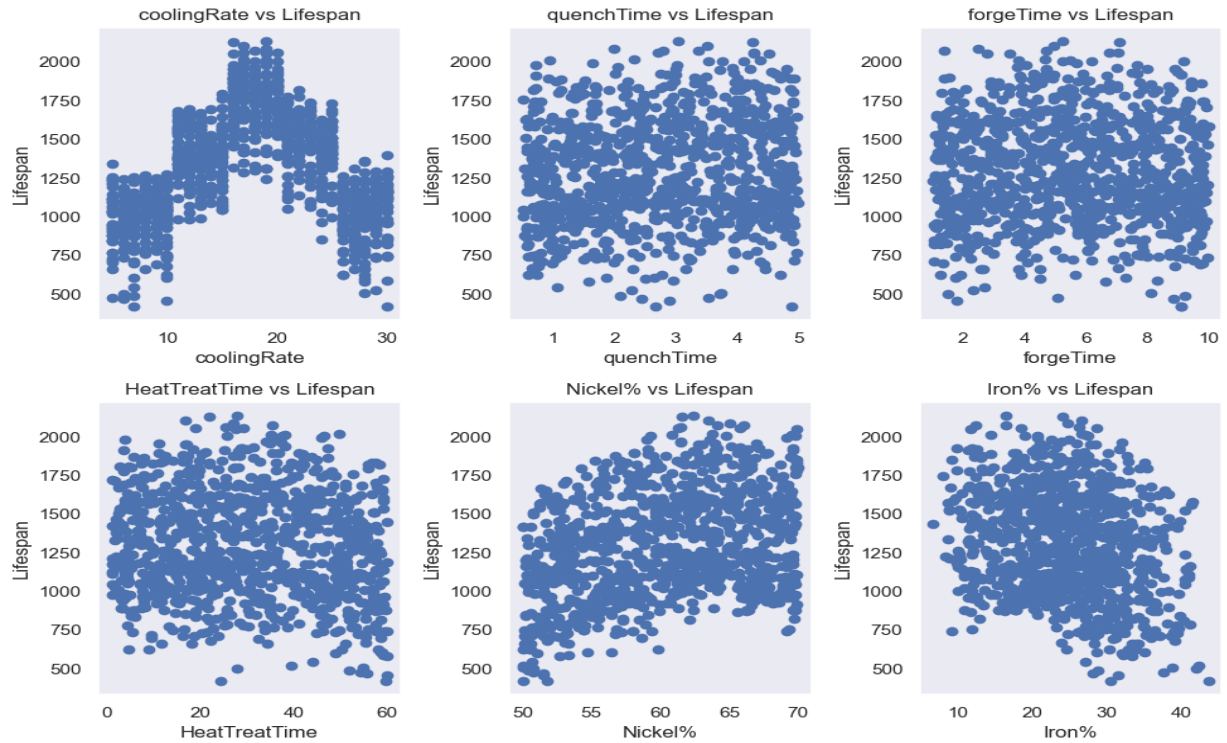 coolingRate vs Lifespan
Lifespan
2000
1750
1500
1250
1000
750
500
10 20 30
coolingRate
quenchTime vs Lifespan
Lifespan
2000
1750
1500
1250
1000
750
500
1 2 3 4 5
quenchTime
forgeTime vs Lifespan
Lifespan
2000
1750
1500
1250
1000
750
500
2 4 6 8 10
forgeTime
HeatTreatTime vs Lifespan
Lifespan
2000
1750
1500
1250
1000
750
500
0 20 40 60
HeatTreatTime
Nickel% vs Lifespan
Lifespan
2000
1750
1500
1250
1000
750
500
50 55 60 65 70
Nickel%
Iron% vs Lifespan
Lifespan
2000
1750
1500
1250
1000
750
500
10 20 30 40
Iron%